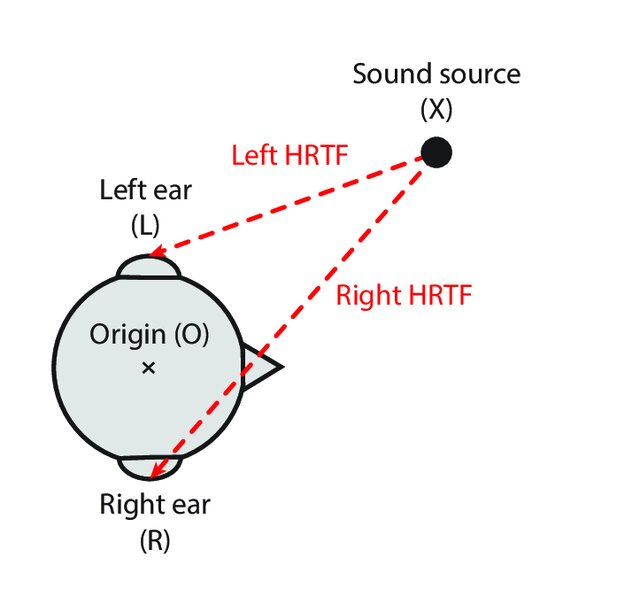 Sound source
(X)
Left HRTF
Left ear
(L)
Right HRTF
Origin (O)
Right ear
(R)